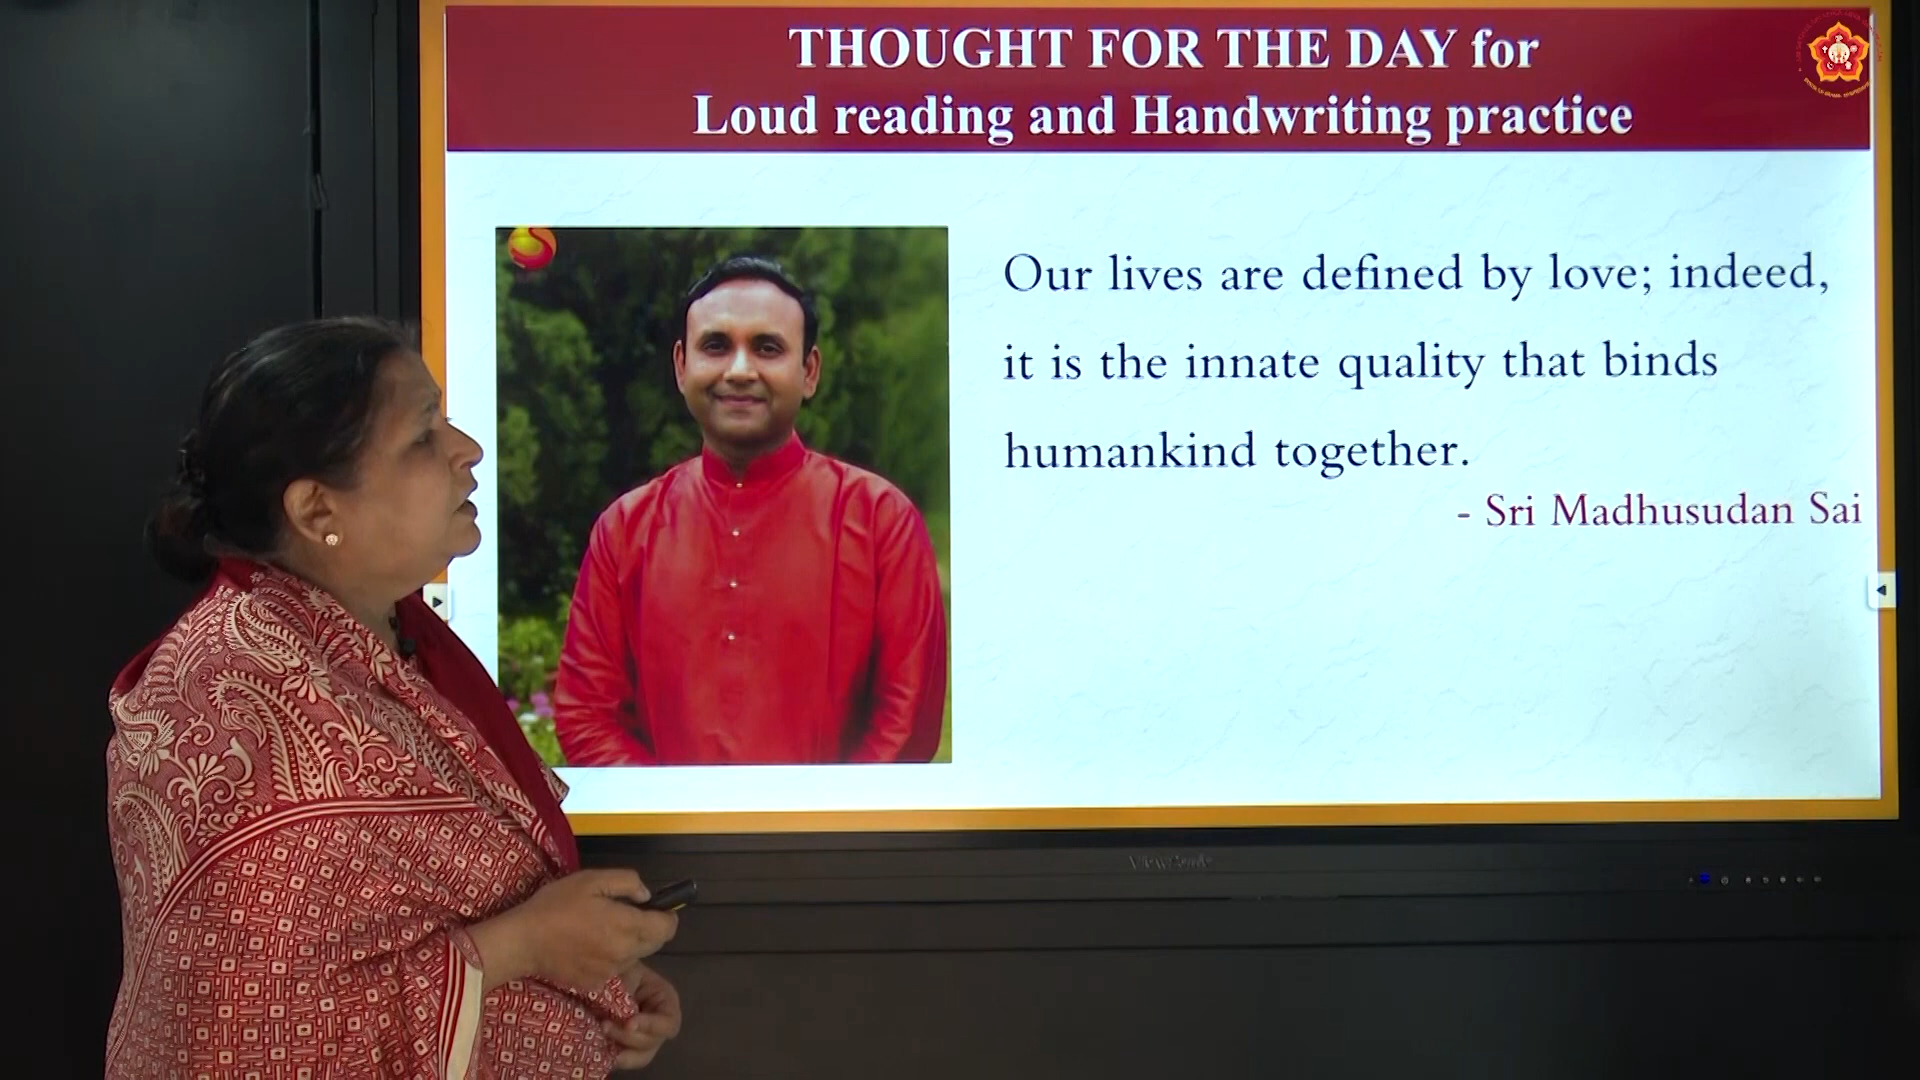 THOUGHT FOR THE DAY for
Loud reading and Handwriting practice
Our lives are defined by love; indeed,
it is the innate quality that binds
humankind together.
- Sri Madhusudan Sai
ViewSonic